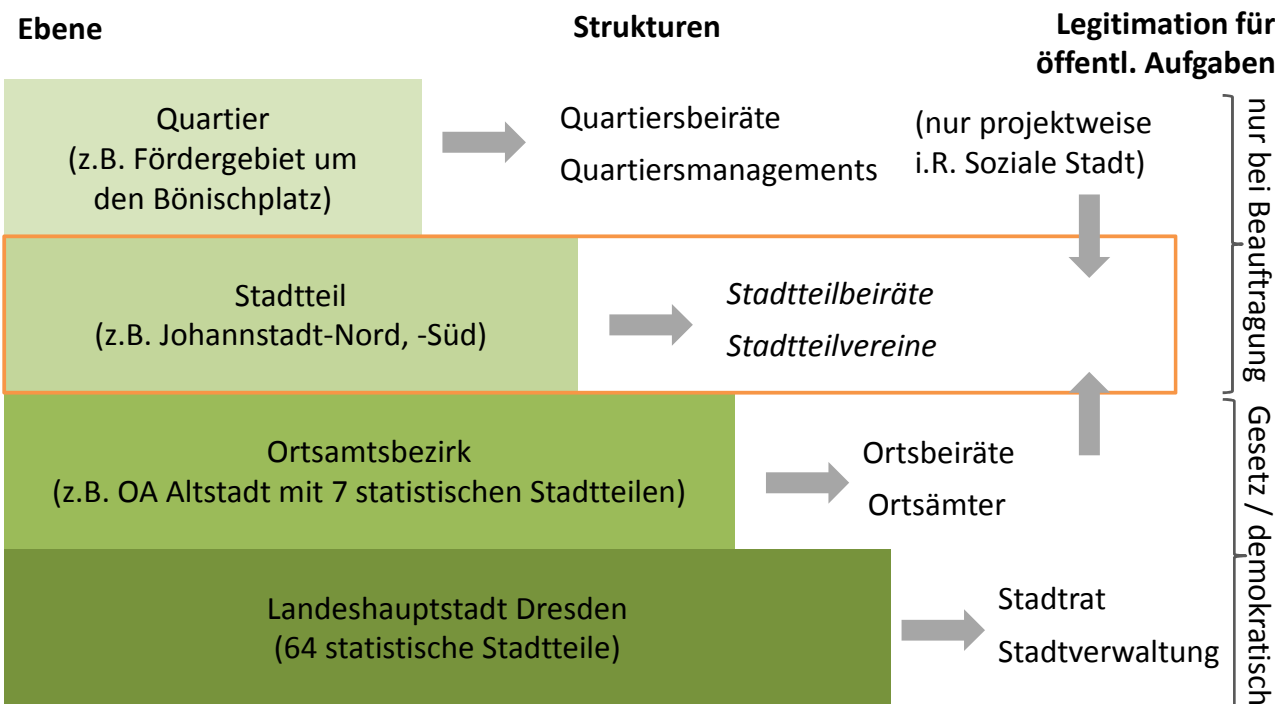 Ebene
Strukturen
Legitimation für
öffentl. Aufgaben
Quartier
(z.B. Fördergebiet um
den Bönischplatz)
Quartiersbeiräte
Quartiersmanagements
(nur projektweise
i.R. Soziale Stadt)
nur bei Beauftragung
Stadtteil
(z.B. Johannstadt-Nord, -Süd)
Stadtteilbeiräte
Stadtteilvereine
Ortsamtsbezirk
(z.B. OA Altstadt mit 7 statistischen Stadtteilen)
Ortsbeiräte
Ortsämter
Gesetz / demokratisch
Landeshauptstadt Dresden
(64 statistische Stadtteile)
Stadtrat
Stadtverwaltung